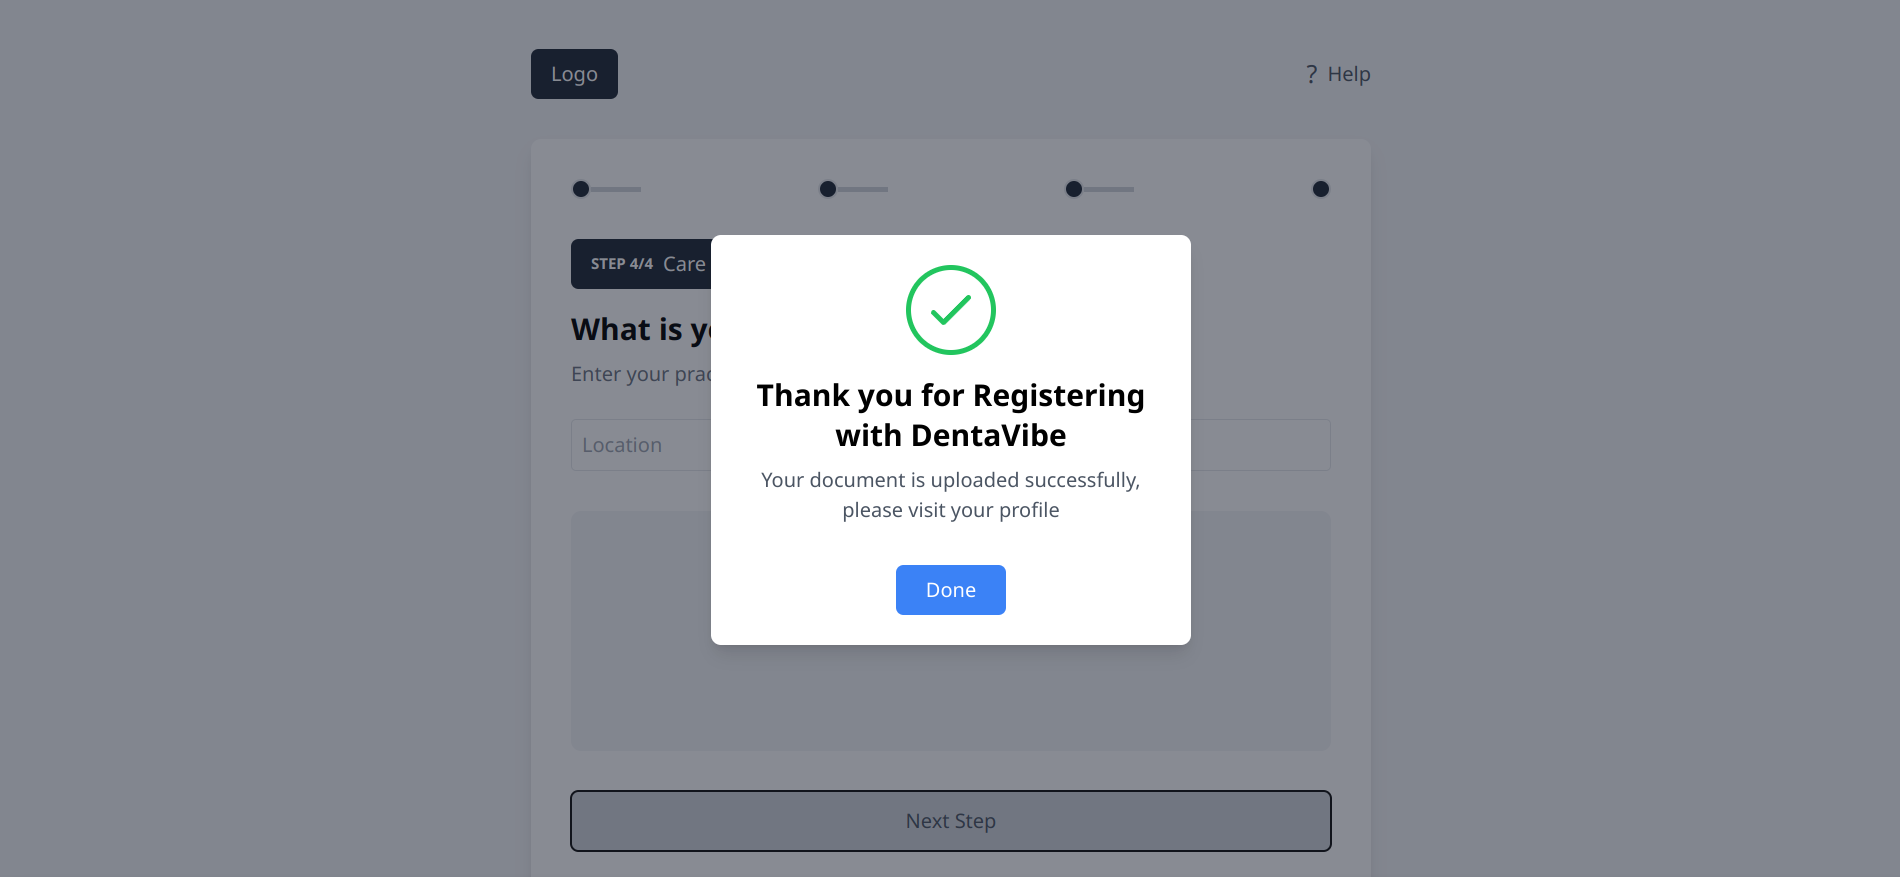 Logo
? Help
STEP 4/4 Care
What is yo
Enter your prac
Location
Thank you for Registering
with DentaVibe
Your document is uploaded successfully,
please visit your profile
Done
Next Step